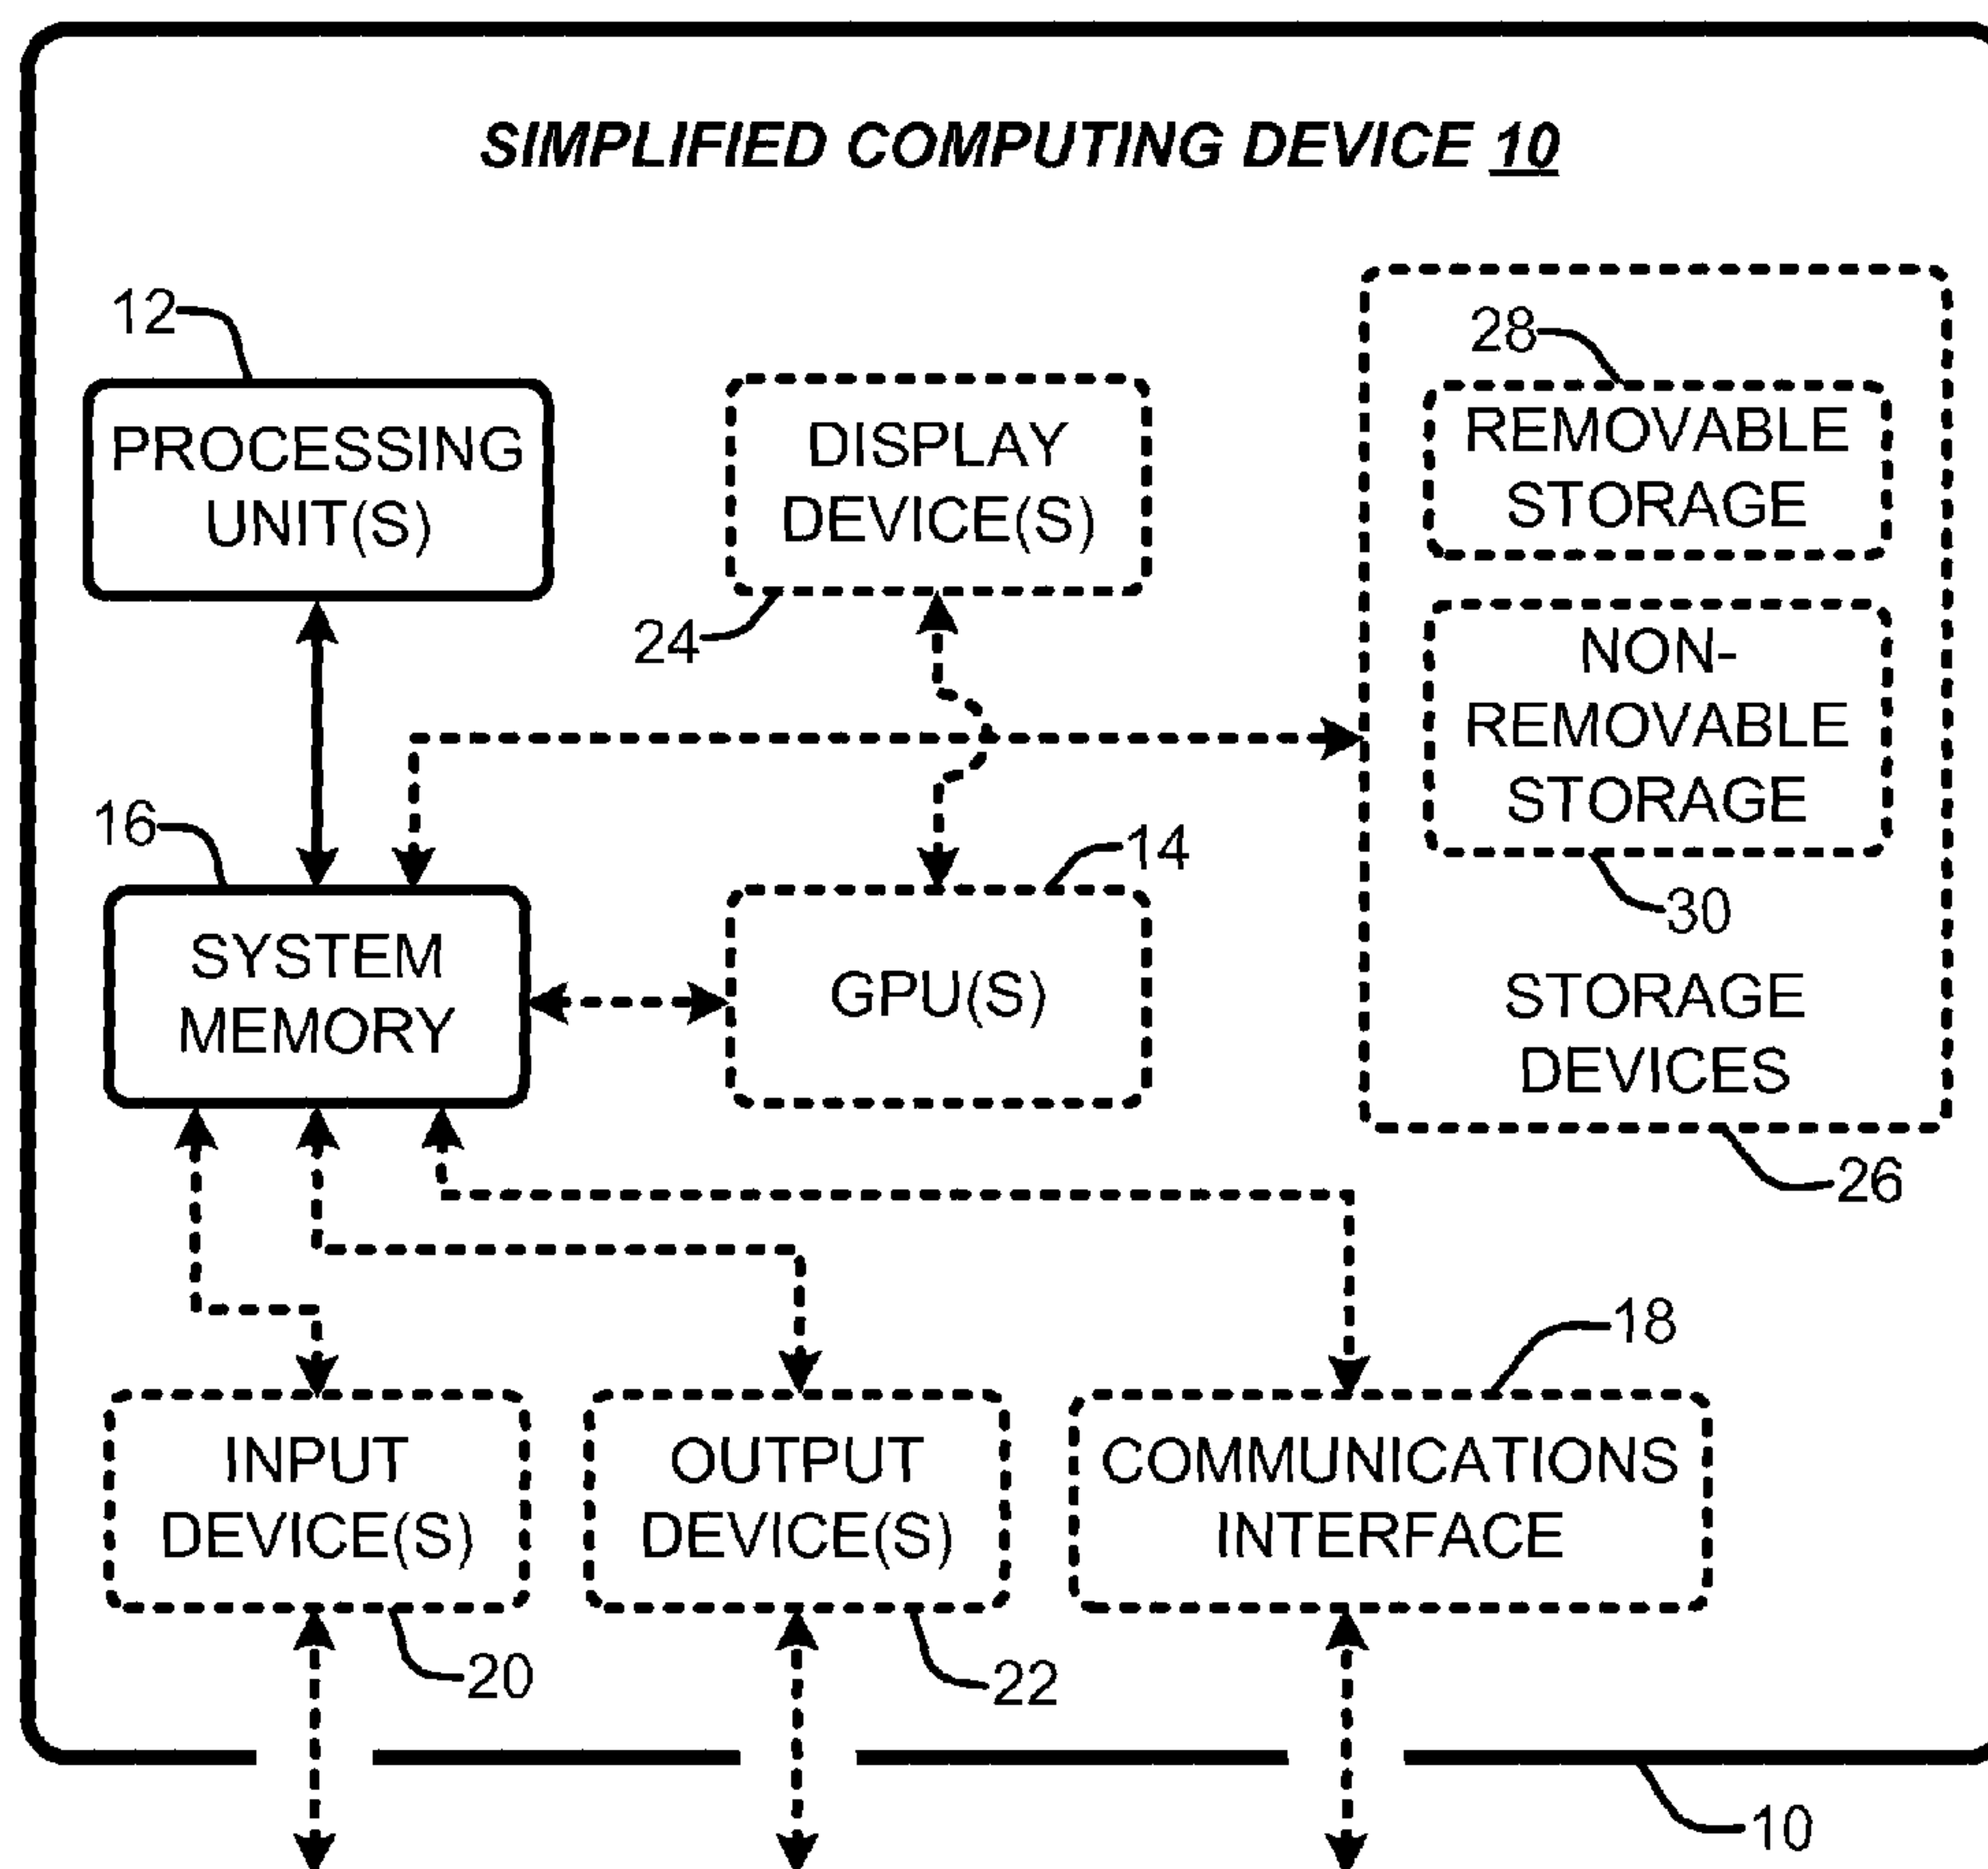 SIMPLIFIED COMPUTING DEVICE 10
12
PROCESSING
UNIT(S)
DISPLAY
DEVICE(S)
24
28
REMOVABLE
STORAGE
NON-
REMOVABLE
STORAGE
30
STORAGE
DEVICES
26
16
SYSTEM
MEMORY
14
GPU(S)
18
INPUT
DEVICE(S)
20
OUTPUT
DEVICE(S)
22
COMMUNICATIONS
INTERFACE
10